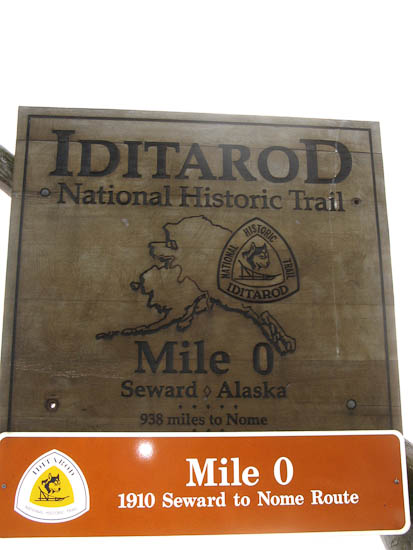 IDITAROD
National Historic Trail
NATIONAL HISTORIC TRAIL
IDITAROD
Mile 0
Seward ◊ Alaska
938 miles to Nome
IDITAROD
NATIONAL HISTORIC TRAIL
Mile 0
1910 Seward to Nome Route